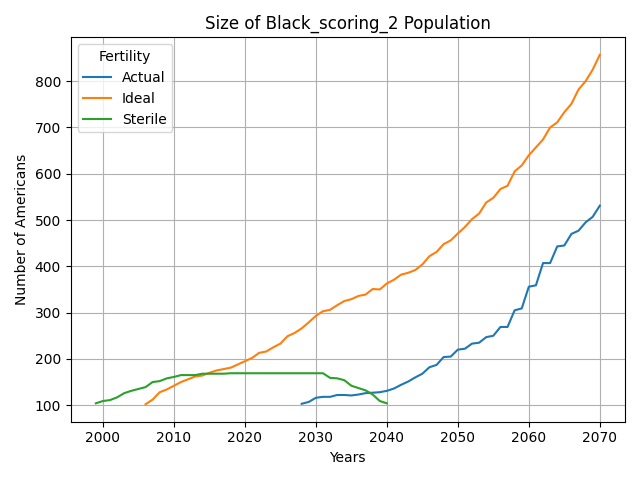 Size of Black_scoring_2 Population
Fertility
Actual
Ideal
Sterile
Number of Americans
800
700
600
500
400
300
200
100
2000 2010 2020 2030 2040 2050 2060 2070
Years